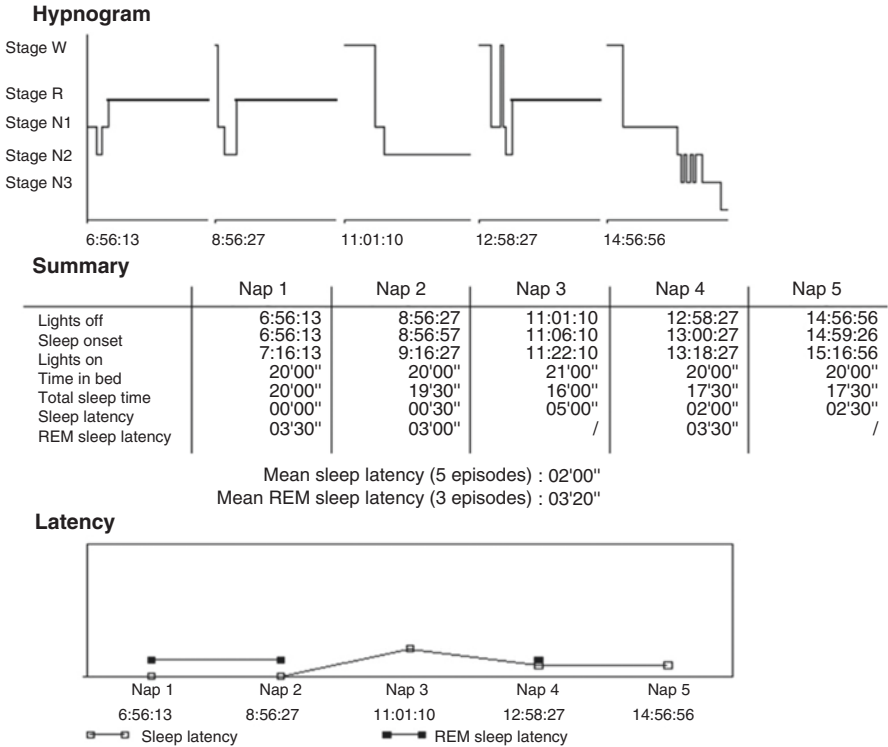 Hypnogram
Stage W
Stage R
Stage N1
Stage N2
Stage N3
6:56:13 8:56:27 11:01:10 12:58:27 14:56:56
Summary
Nap 1 Nap 2 Nap 3 Nap 4 Nap 5
Lights off 6:56:13 8:56:27 11:01:10 12:58:27 14:56:56
Sleep onset 6:56:13 8:56:57 11:06:10 13:00:27 14:59:26
Lights on 7:16:13 9:16:27 11:22:10 13:18:27 15:16:56
Time in bed 20'00" 20'00" 21'00" 20'00" 20'00"
Total sleep time 20'00" 19'30" 16'00" 17'30" 17'30"
Sleep latency 00'00" 00'30" 05'00" 02'00" 02'30"
REM sleep latency 03'30" 03'00" / 03'30" /
Mean sleep latency (5 episodes) : 02'00"
Mean REM sleep latency (3 episodes) : 03'20"
Latency
Nap 1 Nap 2 Nap 3 Nap 4 Nap 5
6:56:13 8:56:27 11:01:10 12:58:27 14:56:56
Sleep latency REM sleep latency